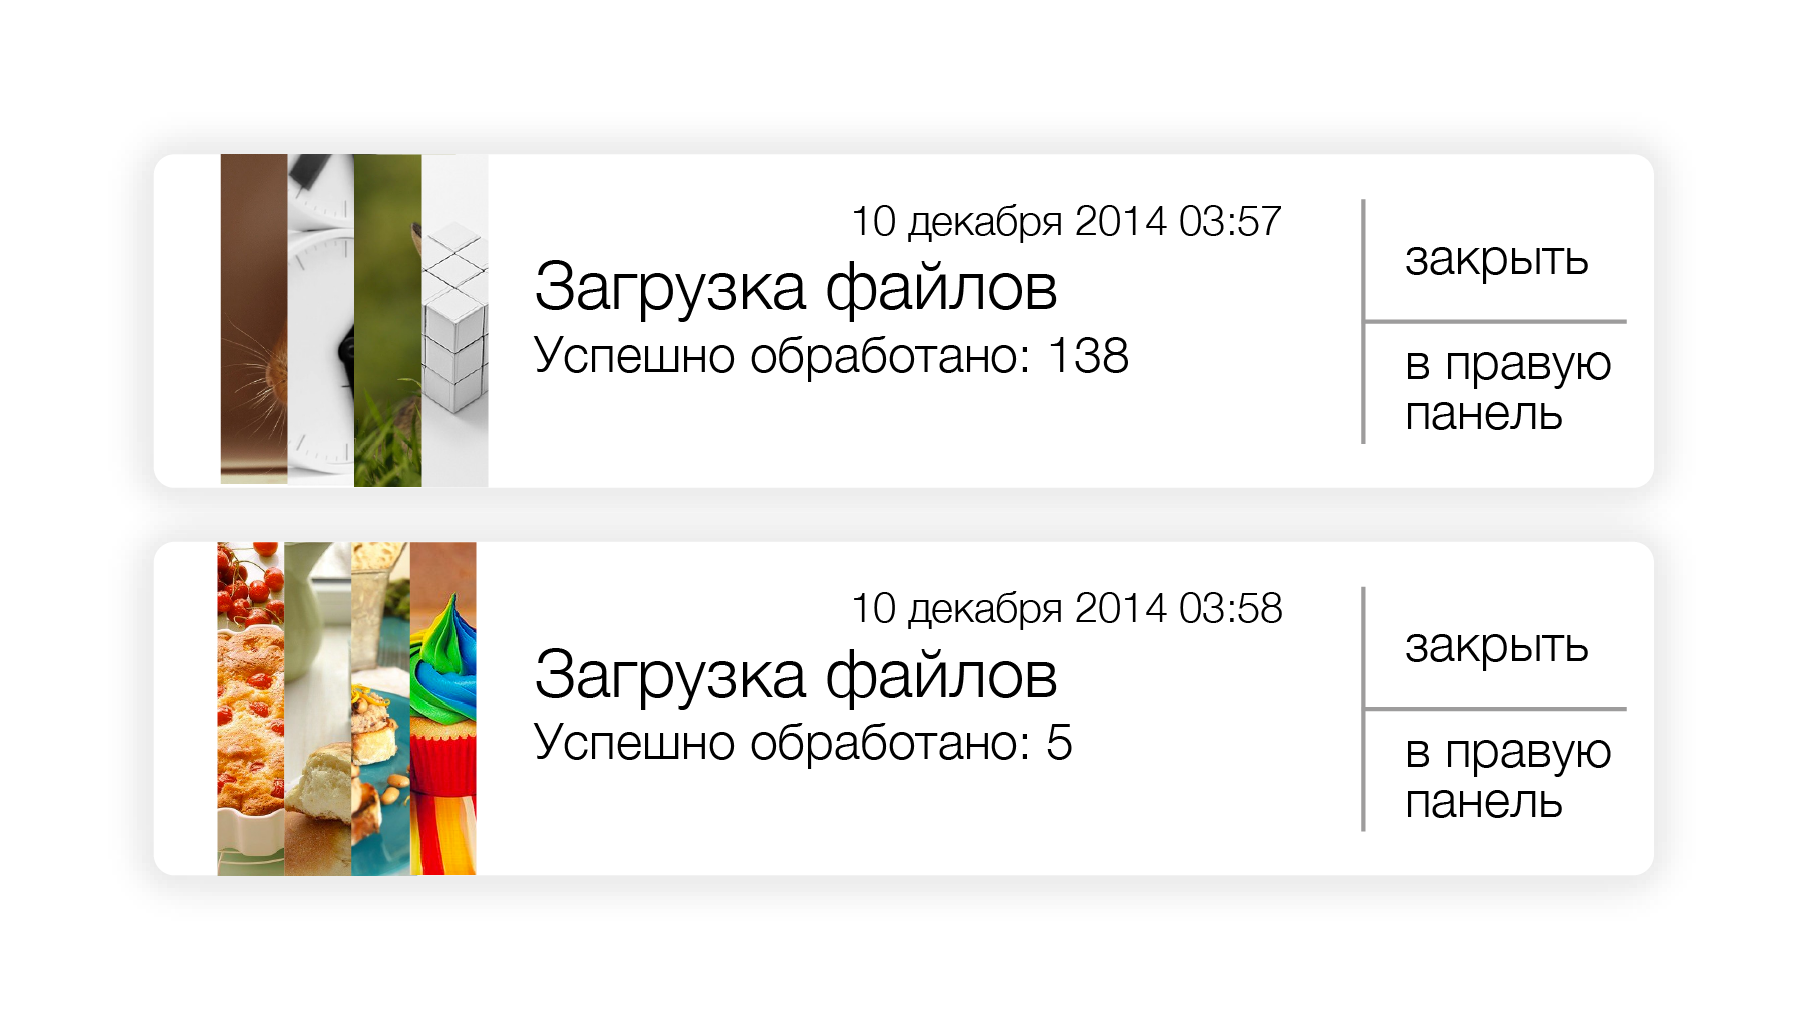 10 декабря 2014 03:57
Загрузка файлов
Успешно обработано: 138
закрыть
в правую
панель
10 декабря 2014 03:58
Загрузка файлов
Успешно обработано: 5
закрыть
в правую
панель